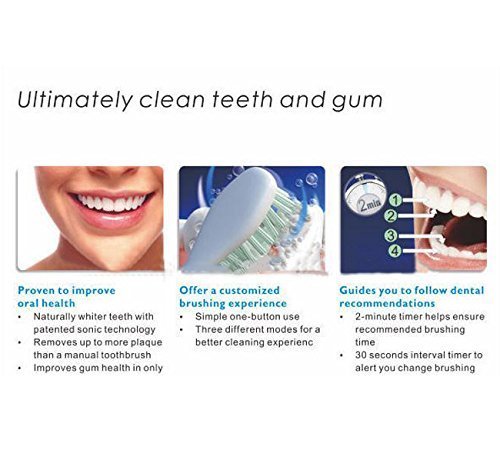 Ultimately clean teeth and gum
2 min
1
2
3
4
Proven to improve
oral health
• Naturally whiter teeth with
patented sonic technology
• Removes up to more plaque
than a manual toothbrush
• Improves gum health in only
Offer a customized
brushing experience
• Simple one-button use
• Three different modes for a
better cleaning experienc
Guides you to follow dental
recommendations
• 2-minute timer helps ensure
recommended brushing
time
• 30 seconds interval timer to
alert you change brushing